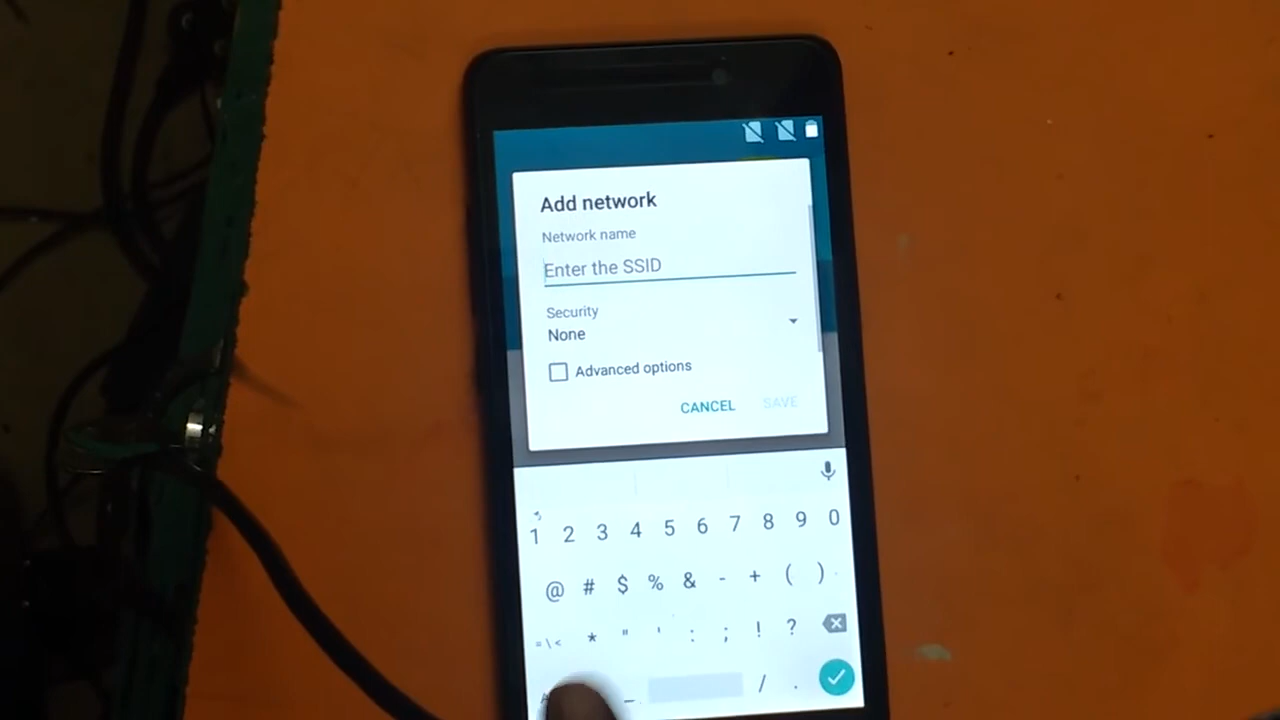 Add network
Network name
Enter the SSID
Security
None
Advanced options
CANCEL SAVE
1 2 3 4 5 6 7 8 9 0
@ # $ % & - + ( )
= \ < * " ' : ; ! ?
_ / .